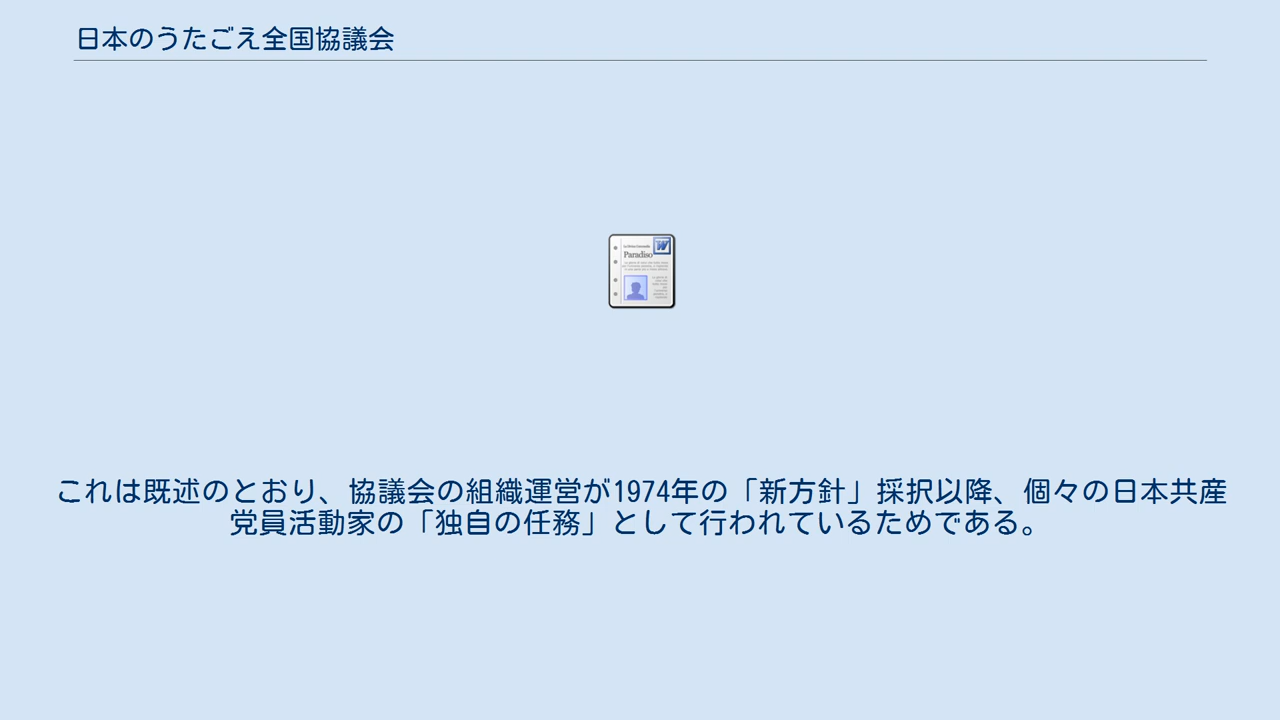 日本のうたごえ全国協議会
Paradiso
これは既述のとおり、協議会の組織運営が1974年の「新方針」採択以降、個々の日本共産
党員活動家の「独自の任務」として行われているためである。